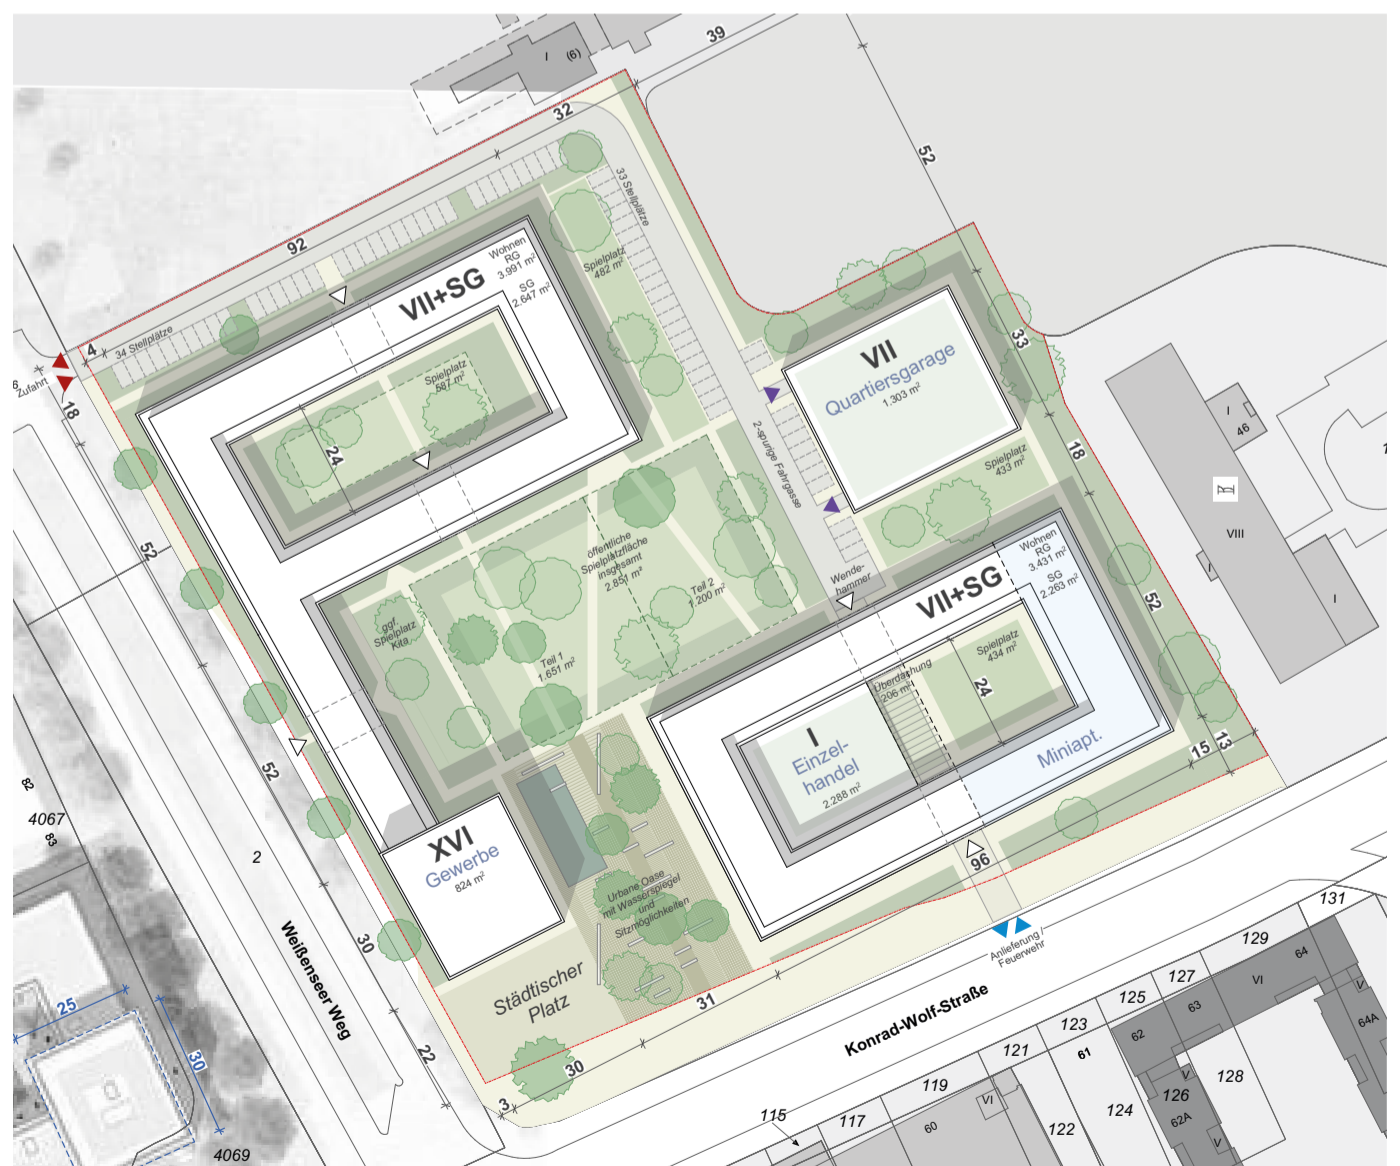 39
I
(6)
32
52
92
33 Stellplätze
Wohnen
RG
3.991 m²
SG
2.647 m²
VII+SG
Spielplatz
482 m²
34 Stellplätze
4
Zufahrt
6
18
Spielplatz
587 m²
24
VII
Quartiersgarage
1.303 m²
33
18
Spielplatz
433 m²
2-spurige Fahrgasse
I
46
1
VIII
I
I
52
öffentliche
Spielplatzfläche
insgesamt
2.851 m²
Teil 2
1.200 m²
Wende-
hammer
VII+SG
Wohnen
RG
3.431 m²
SG
2.263 m²
52
ggf.
Spielplatz
Kita
Teil 1
1.651 m²
Spielplatz
434 m²
Überdachung
206 m²
24
I
Einzel-
handel
2.288 m²
Miniapt.
15
13
52
82
4067
83
2
XVI
Gewerbe
824 m²
96
Urbane Oase
mit Wasserspiegel
und
Sitzmöglichkeiten
Städtischer
Platz
Anlieferung /
Feuerwehr
30
Weißenseer Weg
31
Konrad-Wolf-Straße
25
30
22
30
3
4069
131
129
64
127
VI
V
125
63
64A
123
62
61
121
V
128
119
126
VI
124
62A
117
60
122
V
115